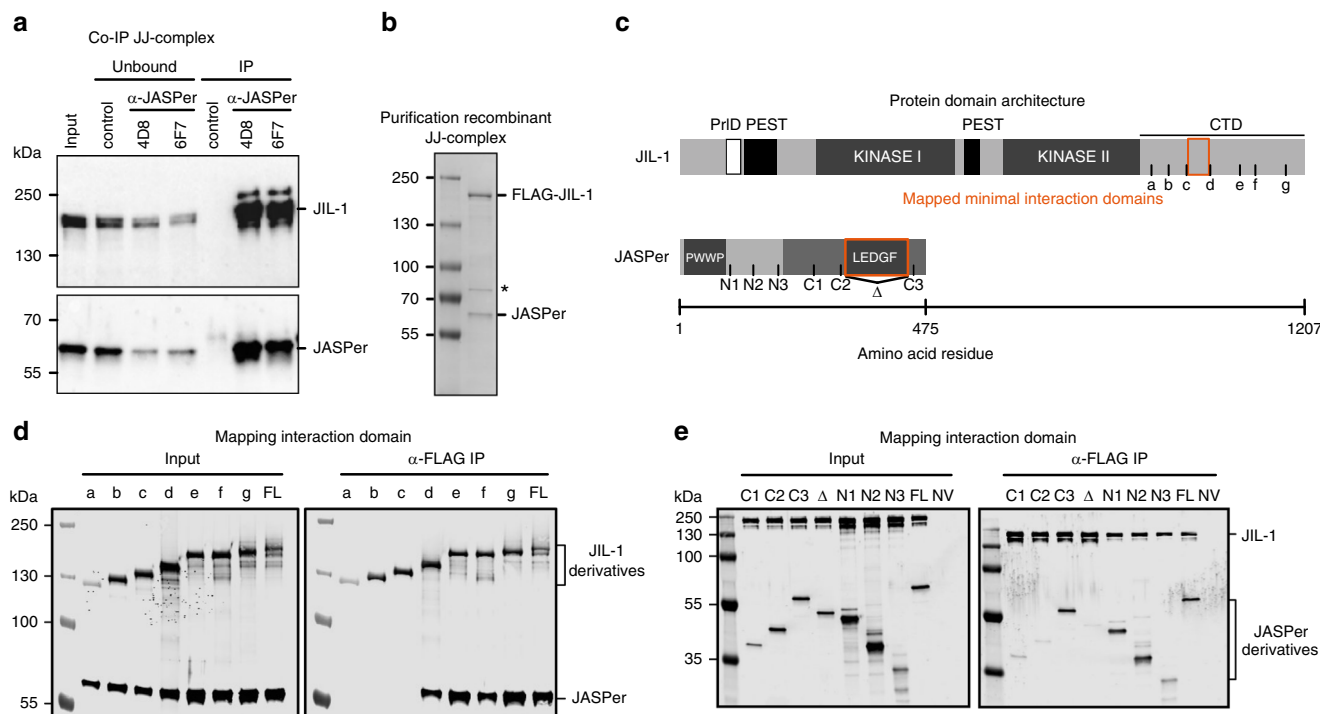 a
Co-IP JJ-complex
Unbound IP
α-JASPer α-JASPer
Input control 4D8 6F7 control 4D8 6F7
kDa
250
130
JIL-1
70
55
JASPer
b
Purification recombinant
JJ-complex
250
130
100
70
55
FLAG-JIL-1
*
JASPer
c
Protein domain architecture
PrlD PEST PEST CTD
JIL-1 KINASE I KINASE II
a b c d e f g
Mapped minimal interaction domains
JASPer PWWP LEDGF
N1 N2 N3 C1 C2 Δ C3
1 475 1207
Amino acid residue
d
Mapping interaction domain
Input α-FLAG IP
kDa a b c d e f g FL a b c d e f g FL
250
130
100
55
JIL-1
derivatives
JASPer
e
Mapping interaction domain
Input α-FLAG IP
kDa C1 C2 C3 Δ N1 N2 N3 FL NV C1 C2 C3 Δ N1 N2 N3 FL NV
250
130
100
55
35
JIL-1
JASPer
derivatives